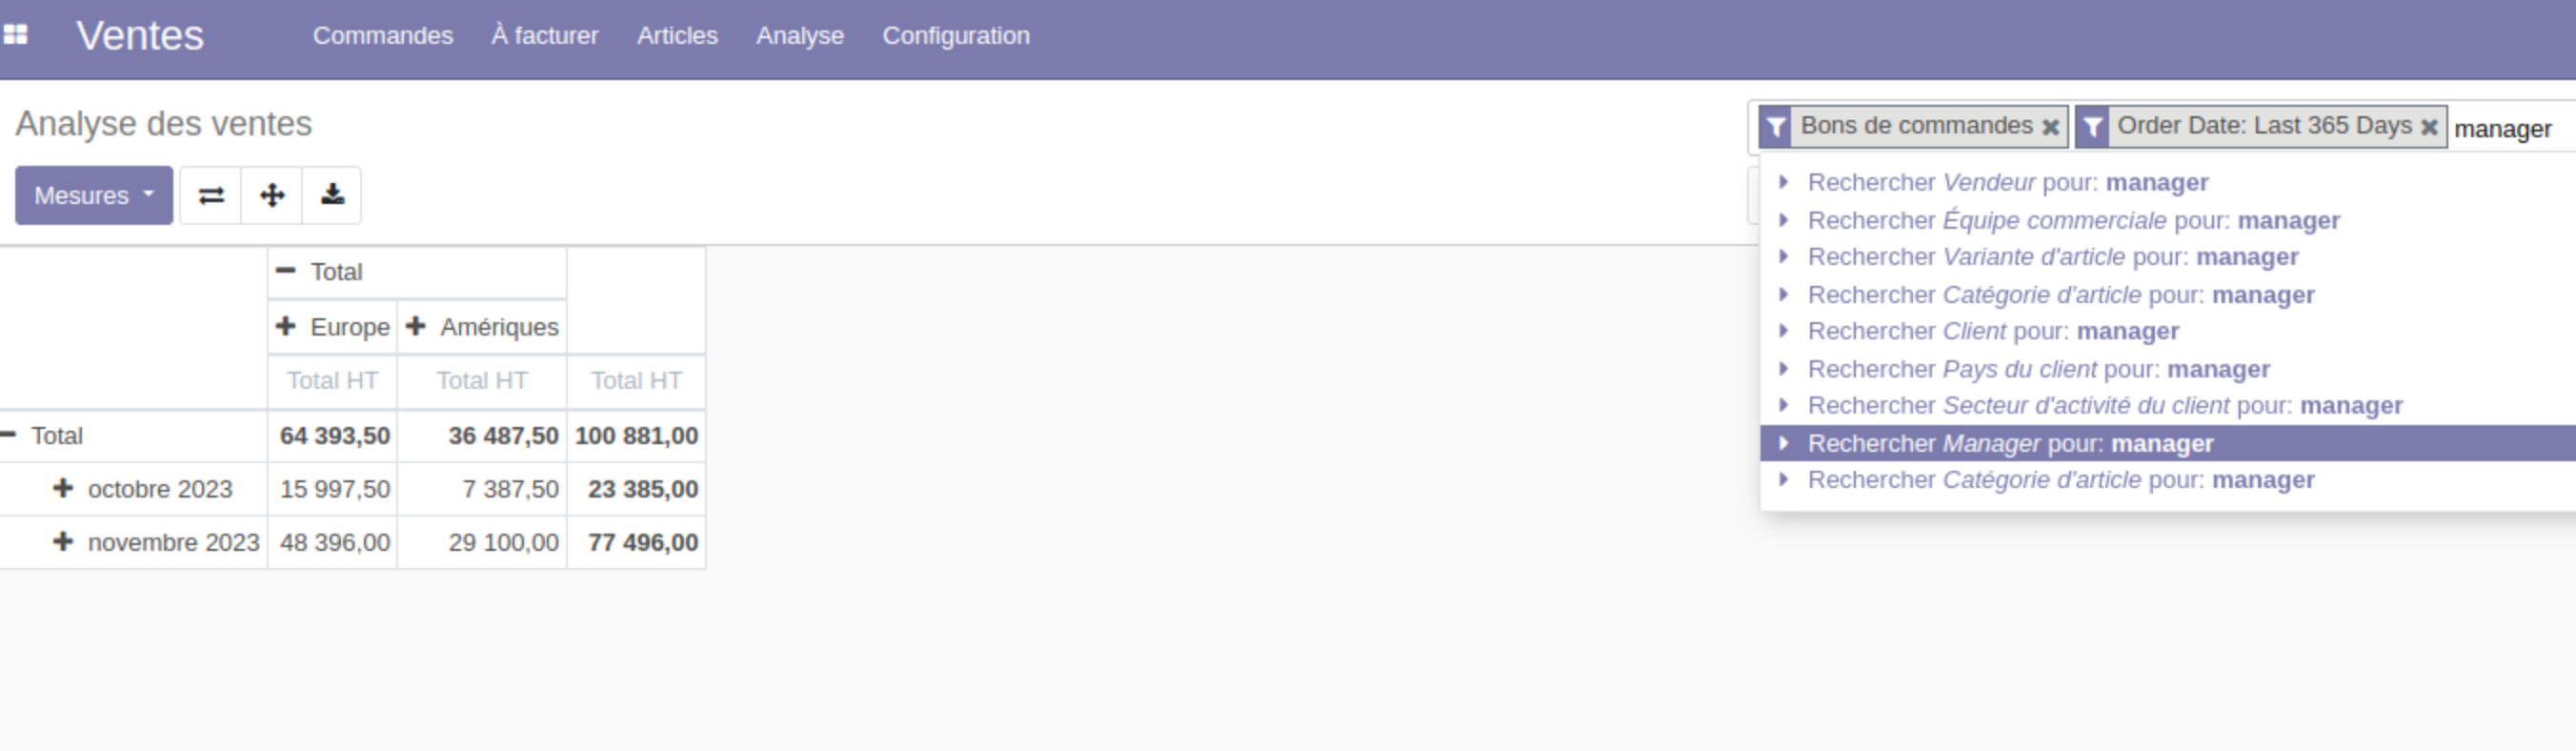 Ventes Commandes À facturer Articles Analyse Configuration
Analyse des ventes
Bons de commandes Order Date: Last 365 Days manager
Mesures
Rechercher Vendeur pour: manager
Rechercher Équipe commerciale pour: manager
Rechercher Variante d'article pour: manager
Rechercher Catégorie d'article pour: manager
Rechercher Client pour: manager
Rechercher Pays du client pour: manager
Rechercher Secteur d'activité du client pour: manager
Rechercher Manager pour: manager
Rechercher Catégorie d'article pour: manager
Total
Europe Amériques
Total HT Total HT Total HT
Total 64 393,50 36 487,50 100 881,00
octobre 2023 15 997,50 7 387,50 23 385,00
novembre 2023 48 396,00 29 100,00 77 496,00